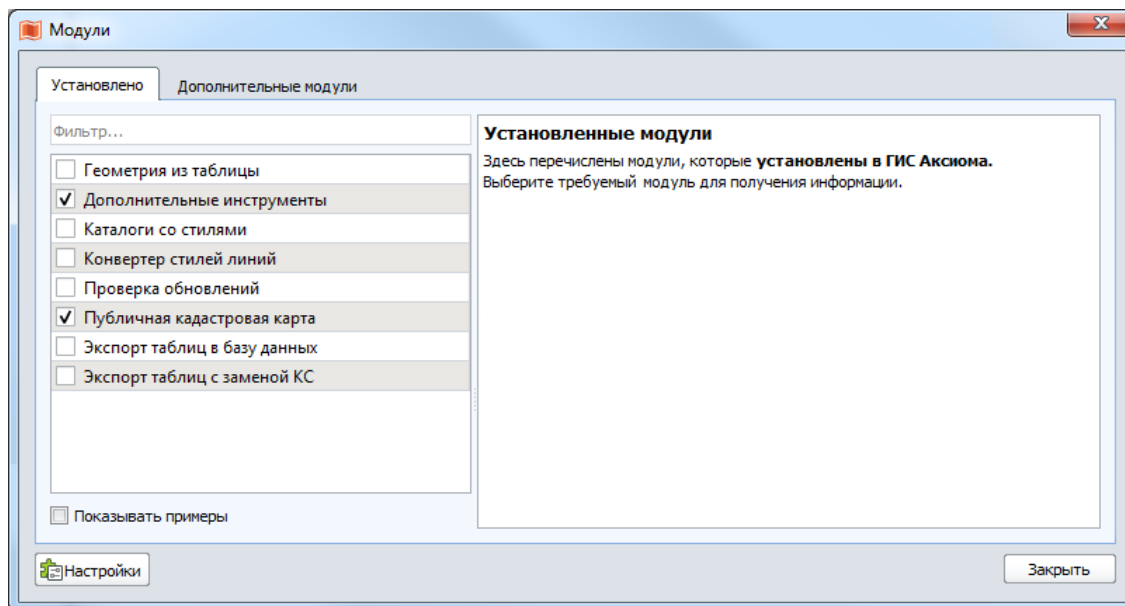 Модули
Установлено
Дополнительные модули
Фильтр...
Геометрия из таблицы
Дополнительные инструменты
Каталоги со стилями
Конвертер стилей линий
Проверка обновлений
Публичная кадастровая карта
Экспорт таблиц в базу данных
Экспорт таблиц с заменой КС
Показывать примеры
Установленные модули
Здесь перечислены модули, которые установлены в ГИС Аксиома.
Выберите требуемый модуль для получения информации.
Настройки
Закрыть